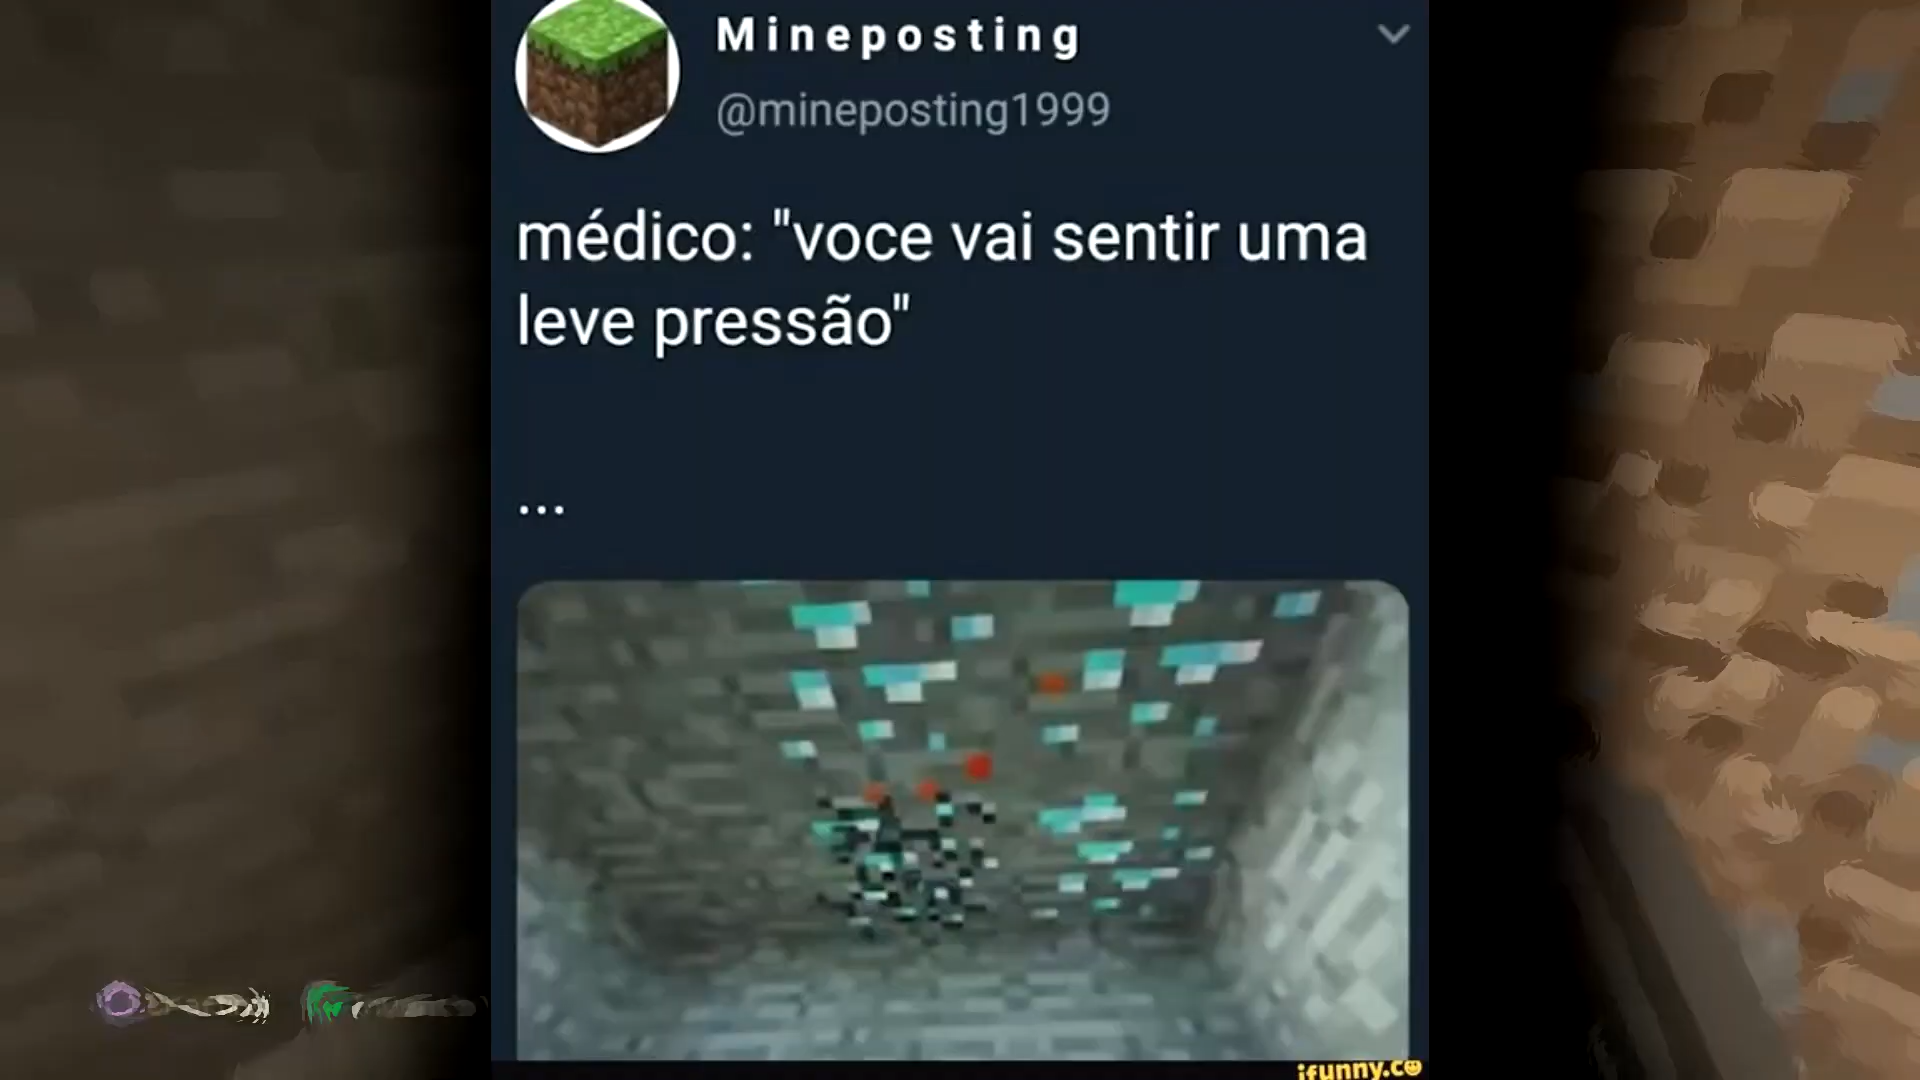 Mineposting
@mineposting1999
médico: "voce vai sentir uma
leve pressão"
...
ifunny.co